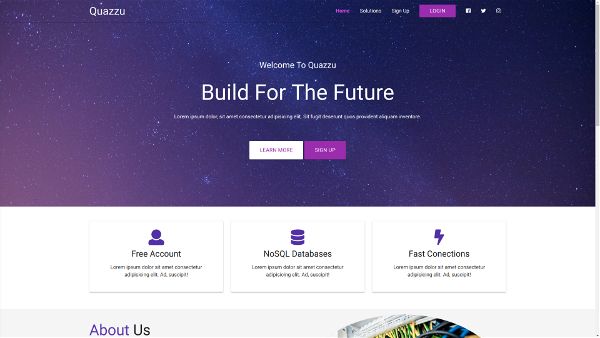 Quazzu
Home Solutions Sign Up LOGIN
Welcome To Quazzu
Build For The Future
Lorem ipsum dolor, sit amet consectetur adipisicing elit. Sit fugit deserunt quos provident aliquam inventore.
LEARN MORE SIGN UP
Free Account
Lorem ipsum dolor sit amet consectetur
adipisicing elit. Ad, suscipit!
NoSQL Databases
Lorem ipsum dolor sit amet consectetur
adipisicing elit. Ad, suscipit!
Fast Conections
Lorem ipsum dolor sit amet consectetur
adipisicing elit. Ad, suscipit!
About Us